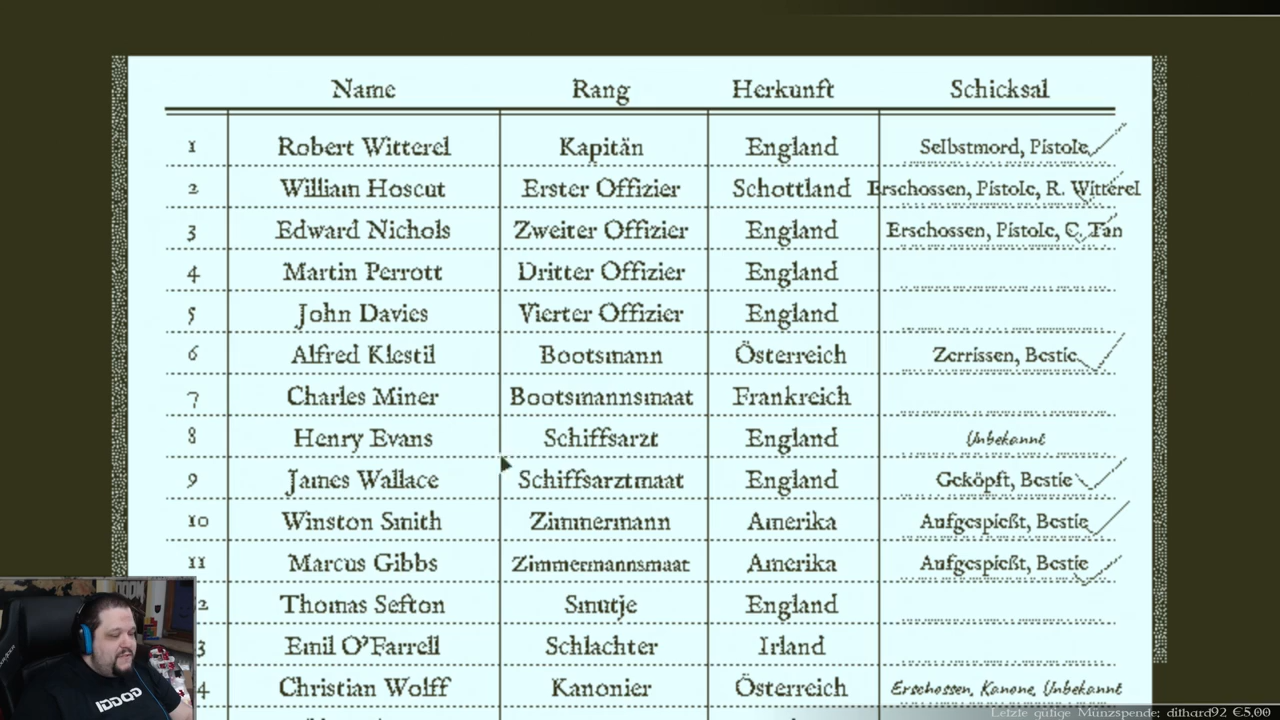 Name Rang Herkunft Schicksal
1 Robert Witterel Kapitän England Selbstmord, Pistole
2 William Hoscut Erster Offizier Schottland Erschossen, Pistole, R. Witterel
3 Edward Nichols Zweiter Offizier England Erschossen, Pistole, C. Tan
4 Martin Perrott Dritter Offizier England
5 John Davies Vierter Offizier England
6 Alfred Klestil Bootsmann Österreich Zerrissen, Bestie
7 Charles Miner Bootsmannsmaat Frankreich
8 Henry Evans Schiffsarzt England Unbekannt
9 James Wallace Schiffsarztmaat England Geköpft, Bestie
10 Winston Smith Zimmermann Amerika Aufgespießt, Bestie
11 Marcus Gibbs Zimmermannsmaat Amerika Aufgespießt, Bestie
2 Thomas Sefton Smutje England
3 Emil O'Farrell Schlachter Irland
4 Christian Wolff Kanonier Österreich Erschossen, Kanone, Unbekannt
IDDQD
Letzte gütige Münzspende: dithard92 €5,00